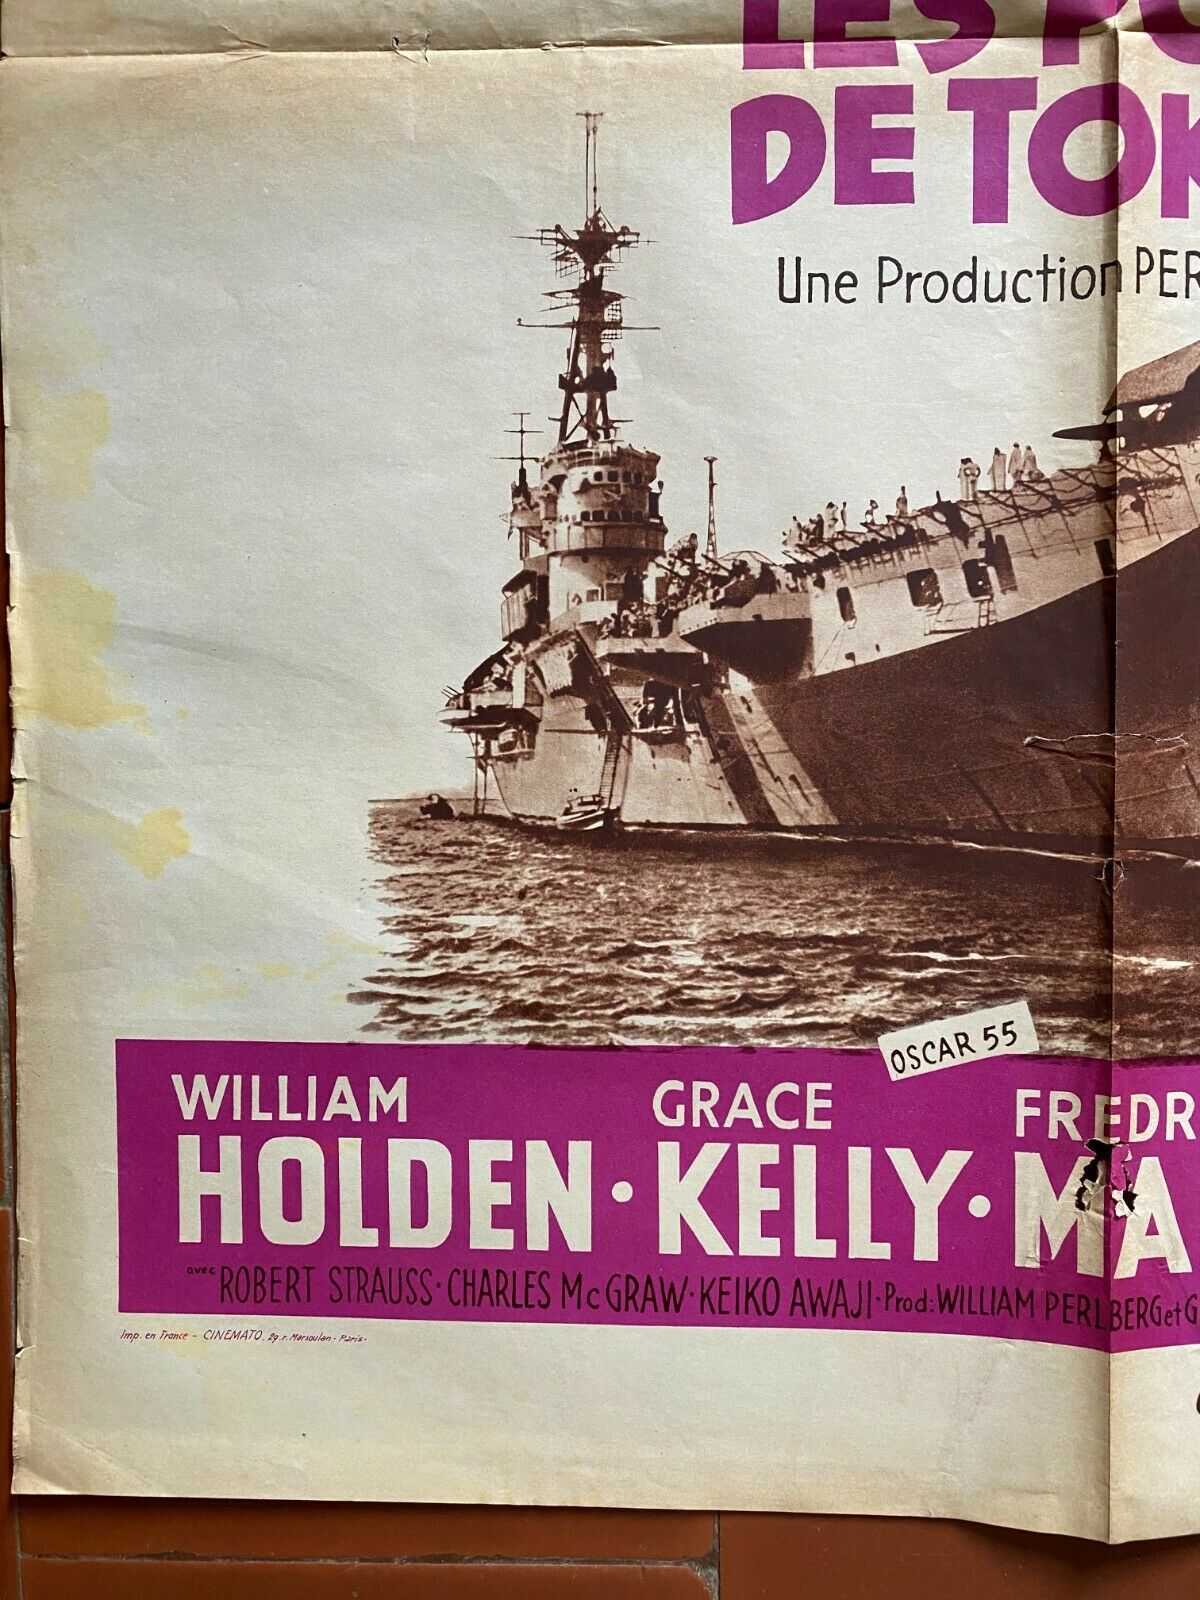 LES PO
DE TOK
Une Production PER
OSCAR 55
WILLIAM GRACE FREDR
HOLDEN · KELLY · MA
avec ROBERT STRAUSS · CHARLES McGRAW · KEIKO AWAJI · Prod: WILLIAM PERLBERG et G
Imp. en France - CINEMATO. 29. r. Marsoulan - Paris.